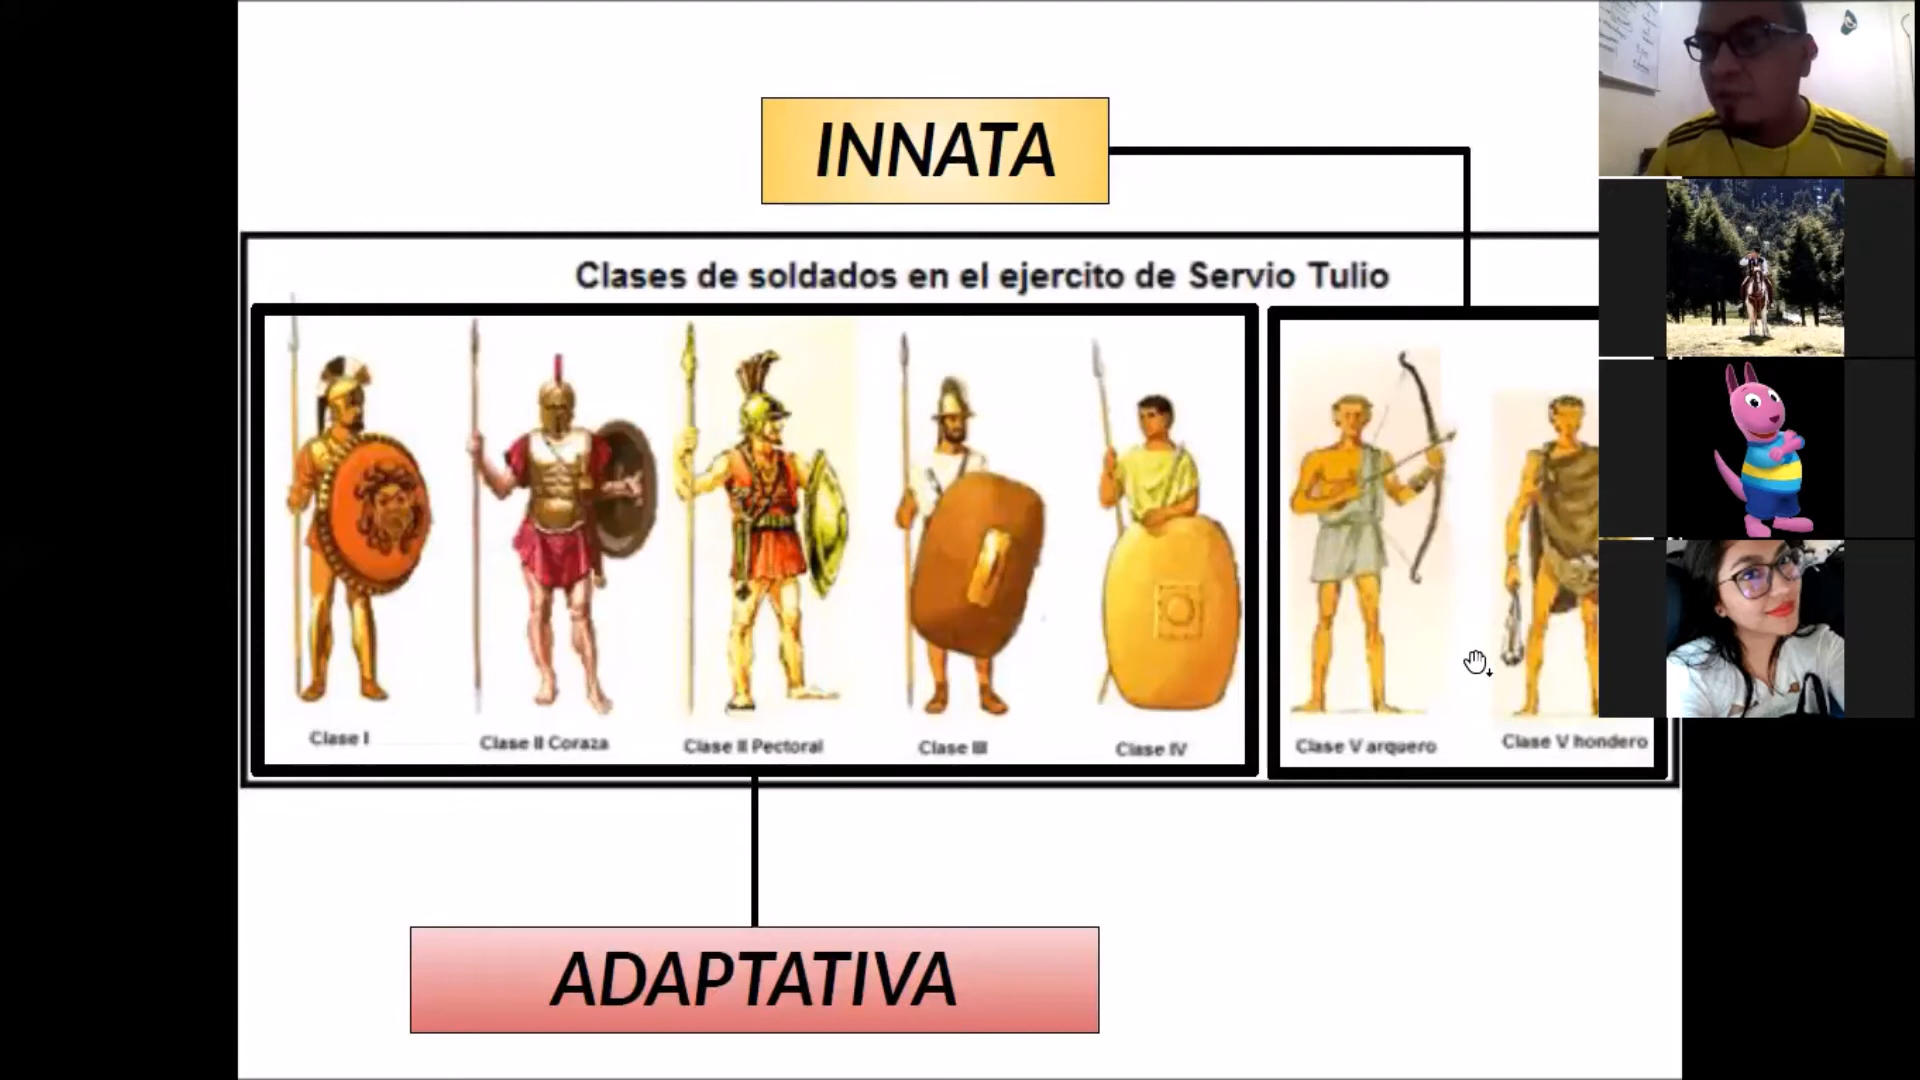 INNATA
Clases de soldados en el ejercito de Servio Tulio
Clase I
Clase II Coraza
Clase II Pectoral
Clase III
Clase IV
Clase V arquero
Clase V hondero
ADAPTATIVA